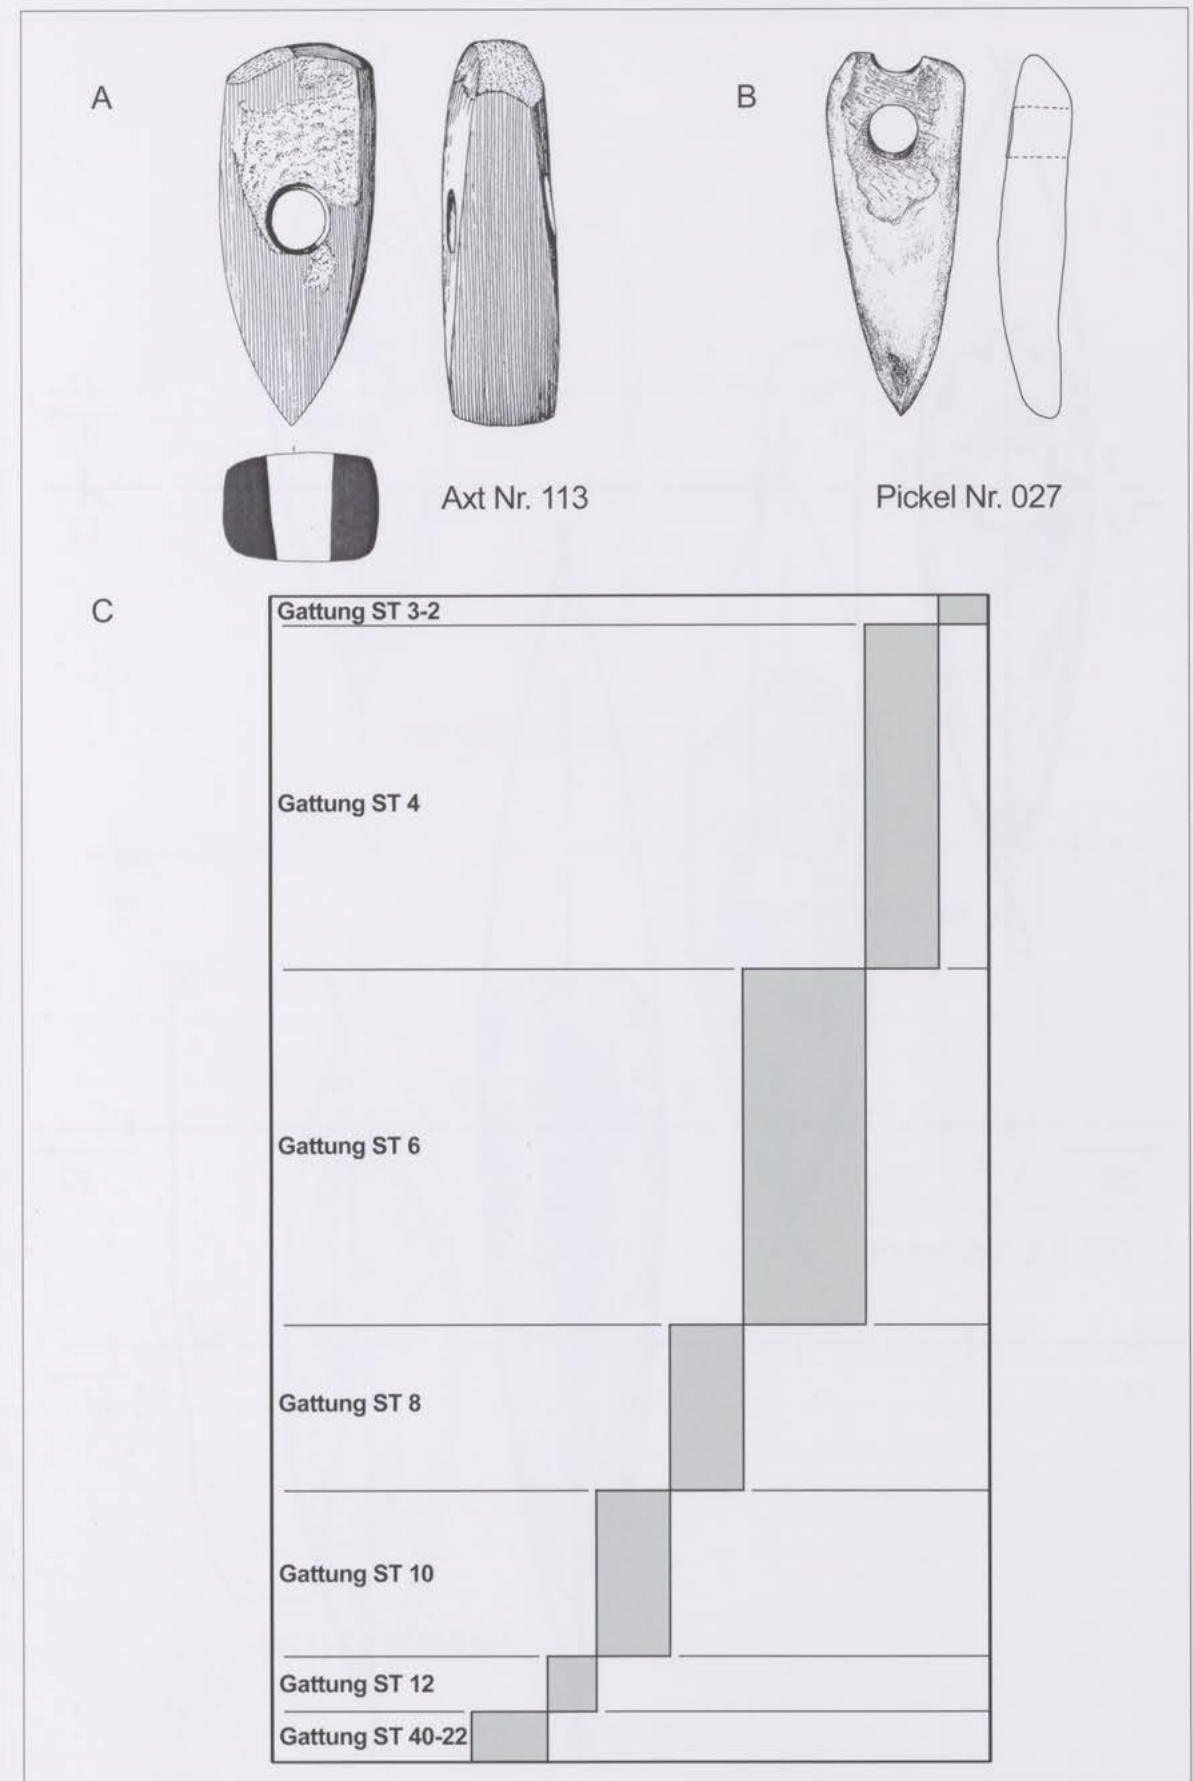 A
B
Axt Nr. 113
Pickel Nr. 027
C
Gattung ST 3-2
Gattung ST 4
Gattung ST 6
Gattung ST 8
Gattung ST 10
Gattung ST 12
Gattung ST 40-22